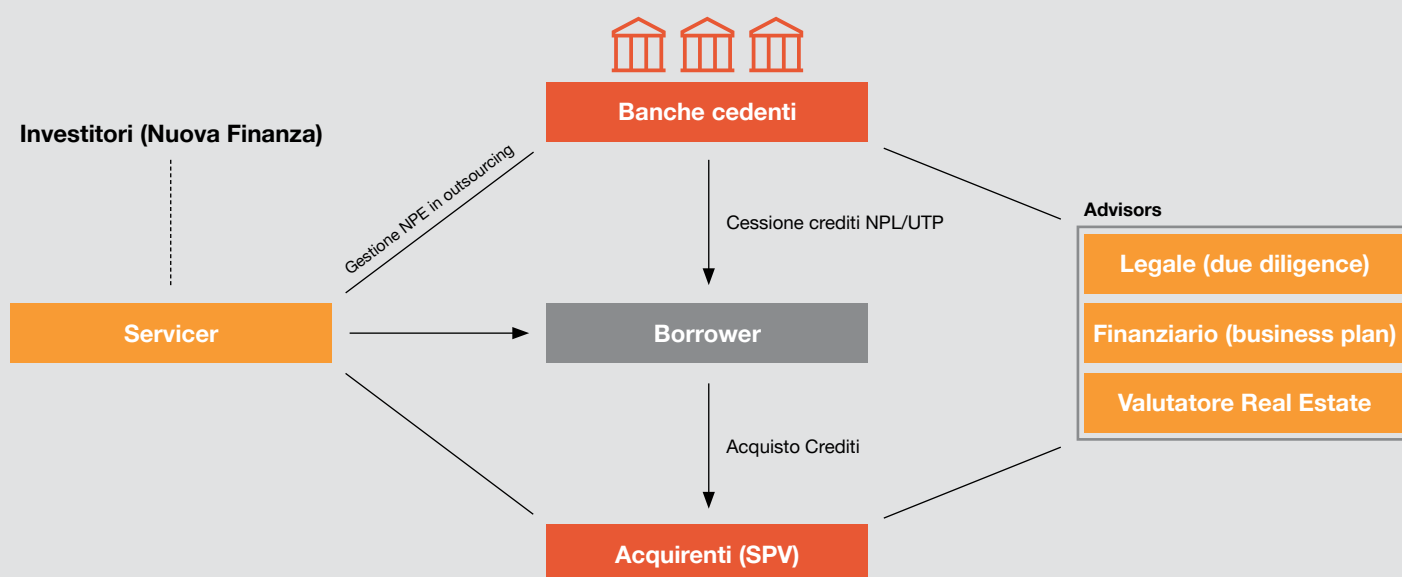 Banche cedenti
Investitori (Nuova Finanza)
Gestione NPE in outsourcing
Cessione crediti NPL/UTP
Advisors
Legale (due diligence)
Servicer
Borrower
Finanziario (business plan)
Valutatore Real Estate
Acquisto Crediti
Acquirenti (SPV)